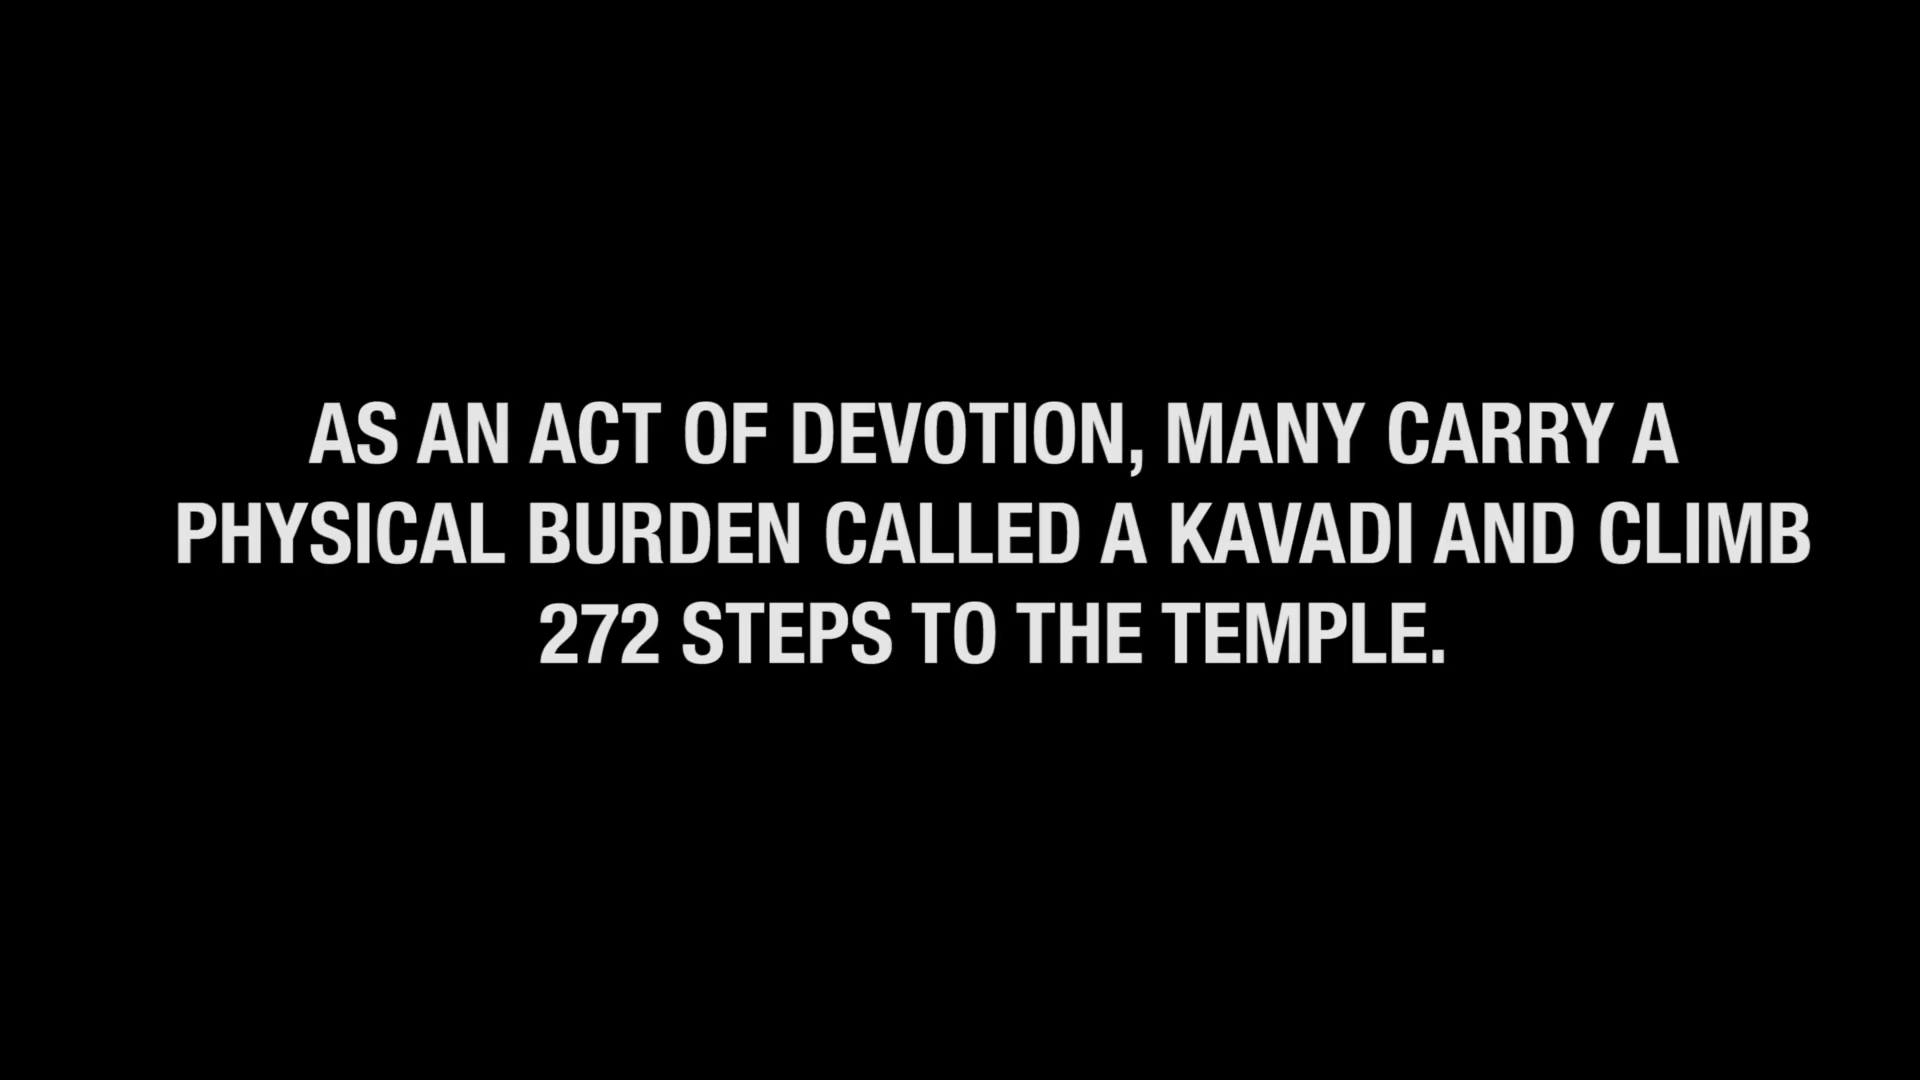 AS AN ACT OF DEVOTION, MANY CARRY A
PHYSICAL BURDEN CALLED A KAVADI AND CLIMB
272 STEPS TO THE TEMPLE.